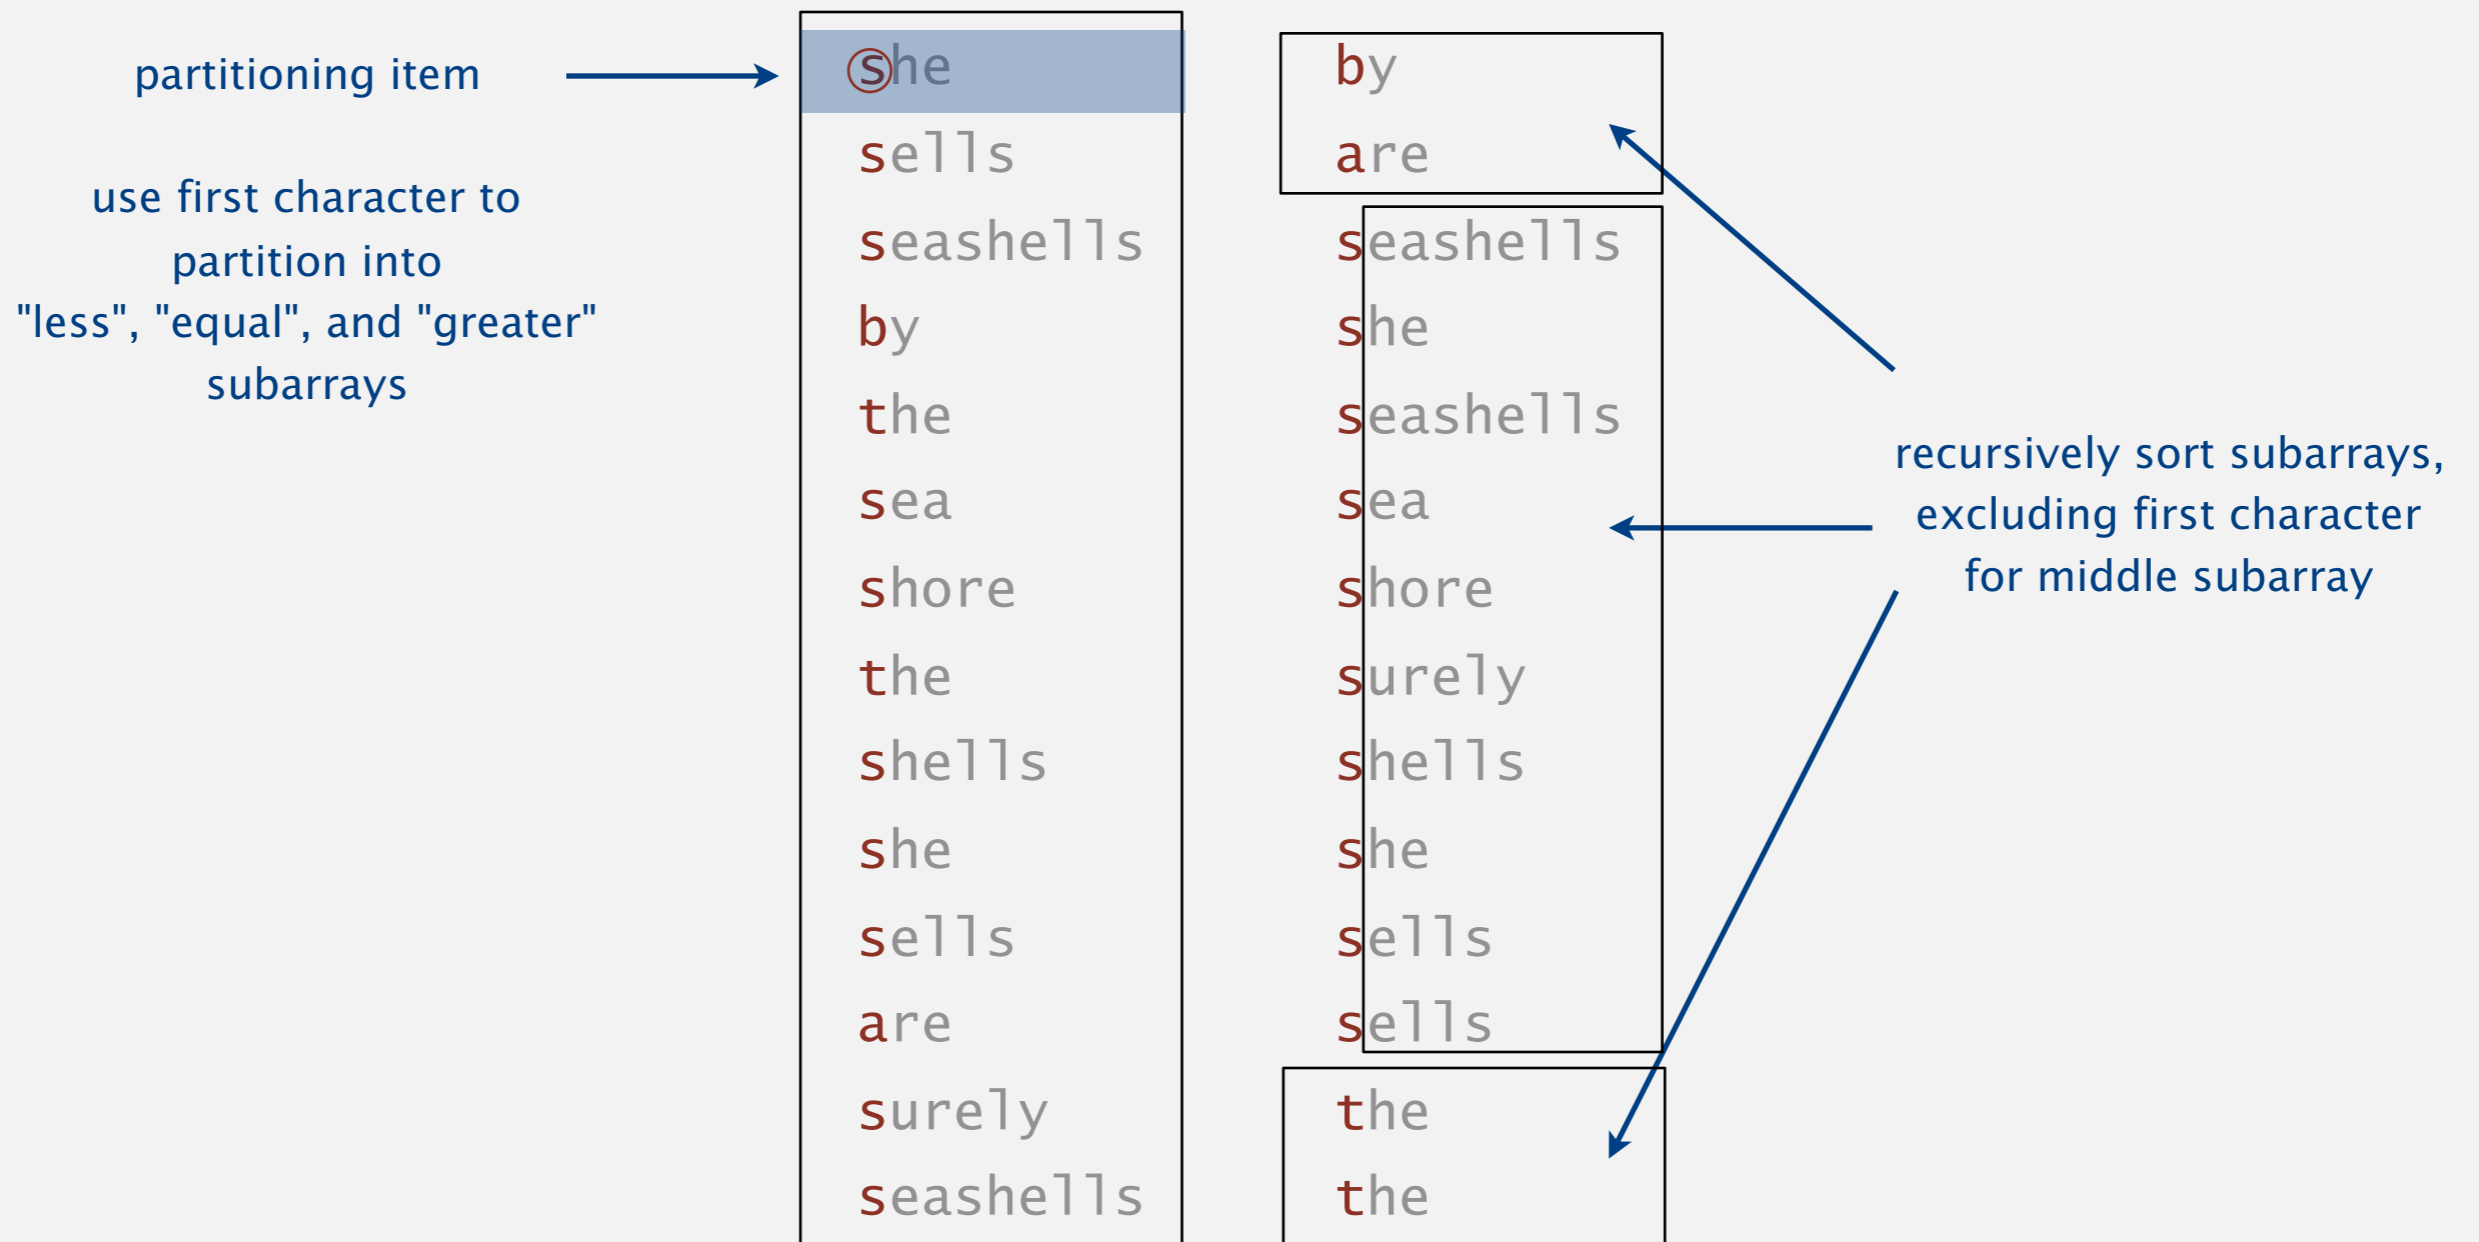 partitioning item
use first character to
partition into
"less", "equal", and "greater"
subarrays
she
sells
seashells
by
the
sea
shore
the
shells
she
sells
are
surely
seashells
by
are
seashells
she
seashells
sea
shore
surely
shells
she
sells
sells
the
the
recursively sort subarrays,
excluding first character
for middle subarray